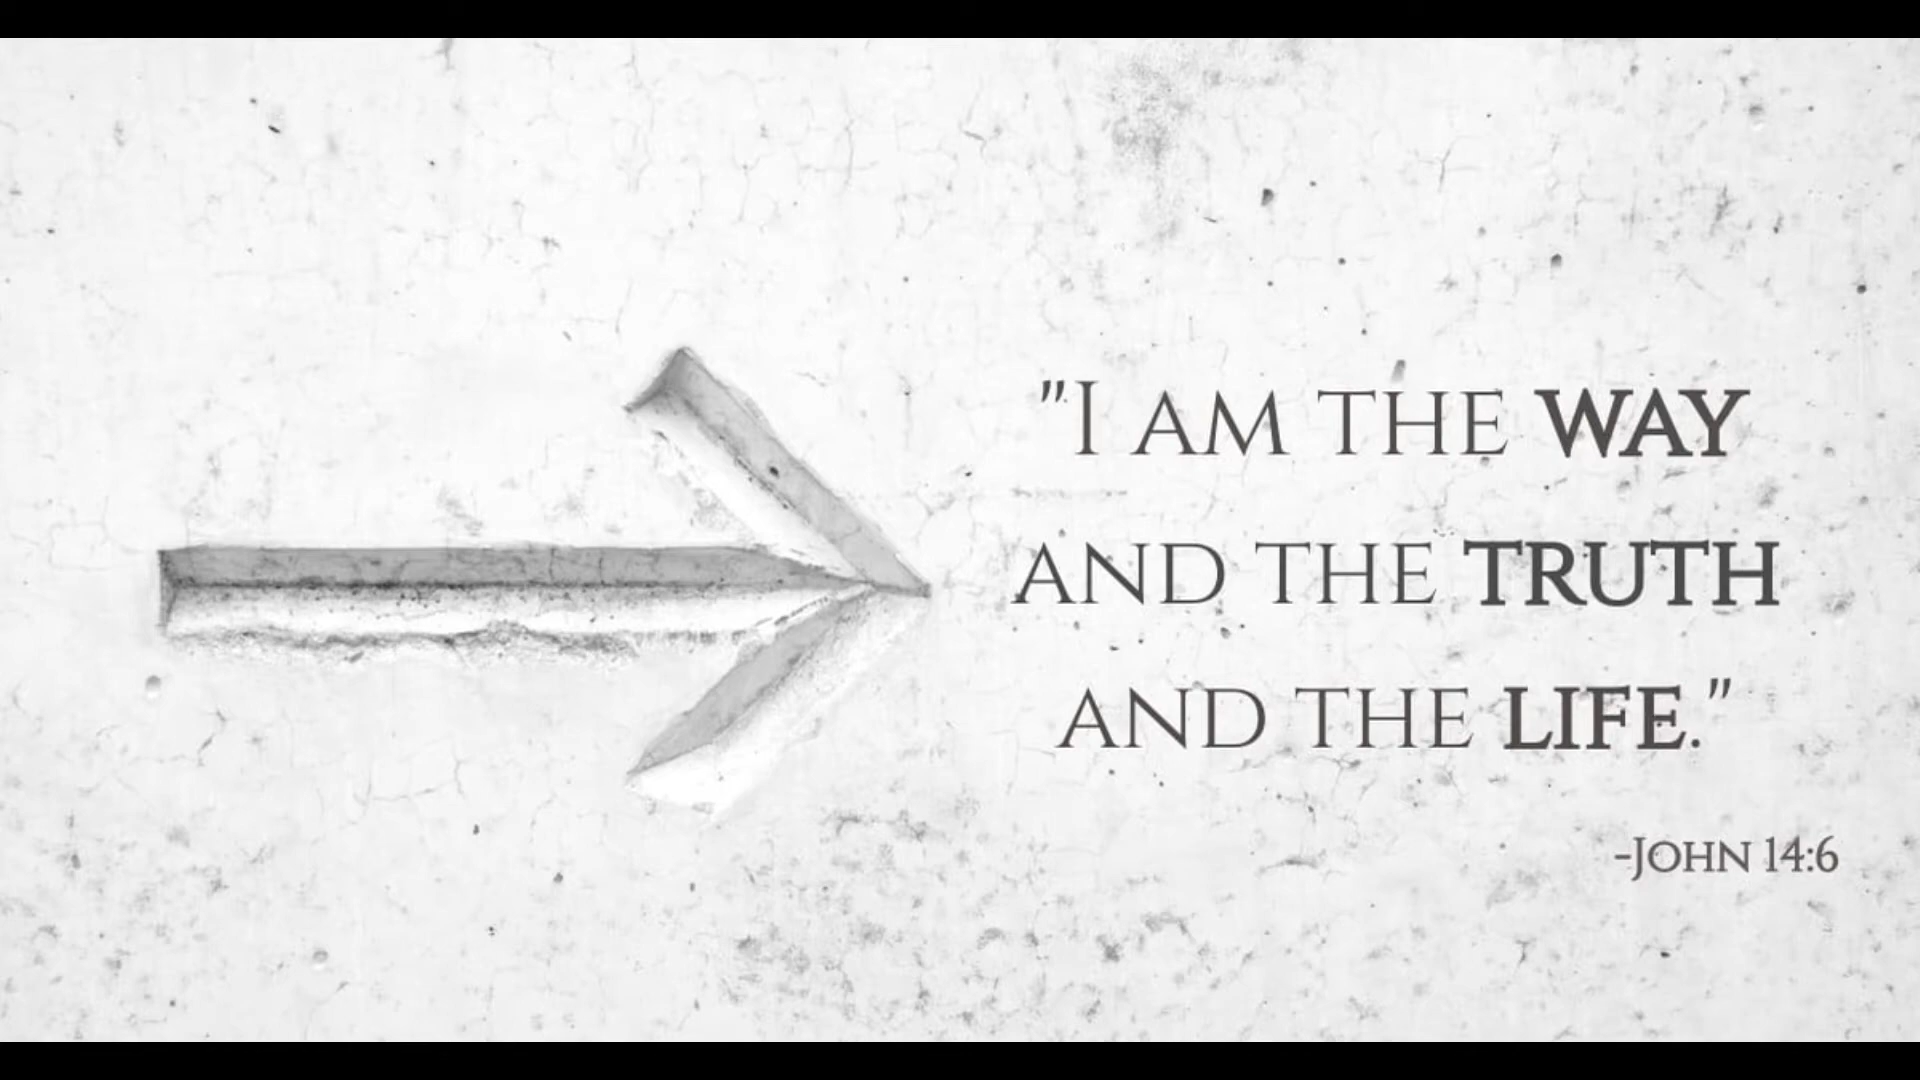 "I AM THE WAY
AND THE TRUTH
AND THE LIFE."
-JOHN 14:6